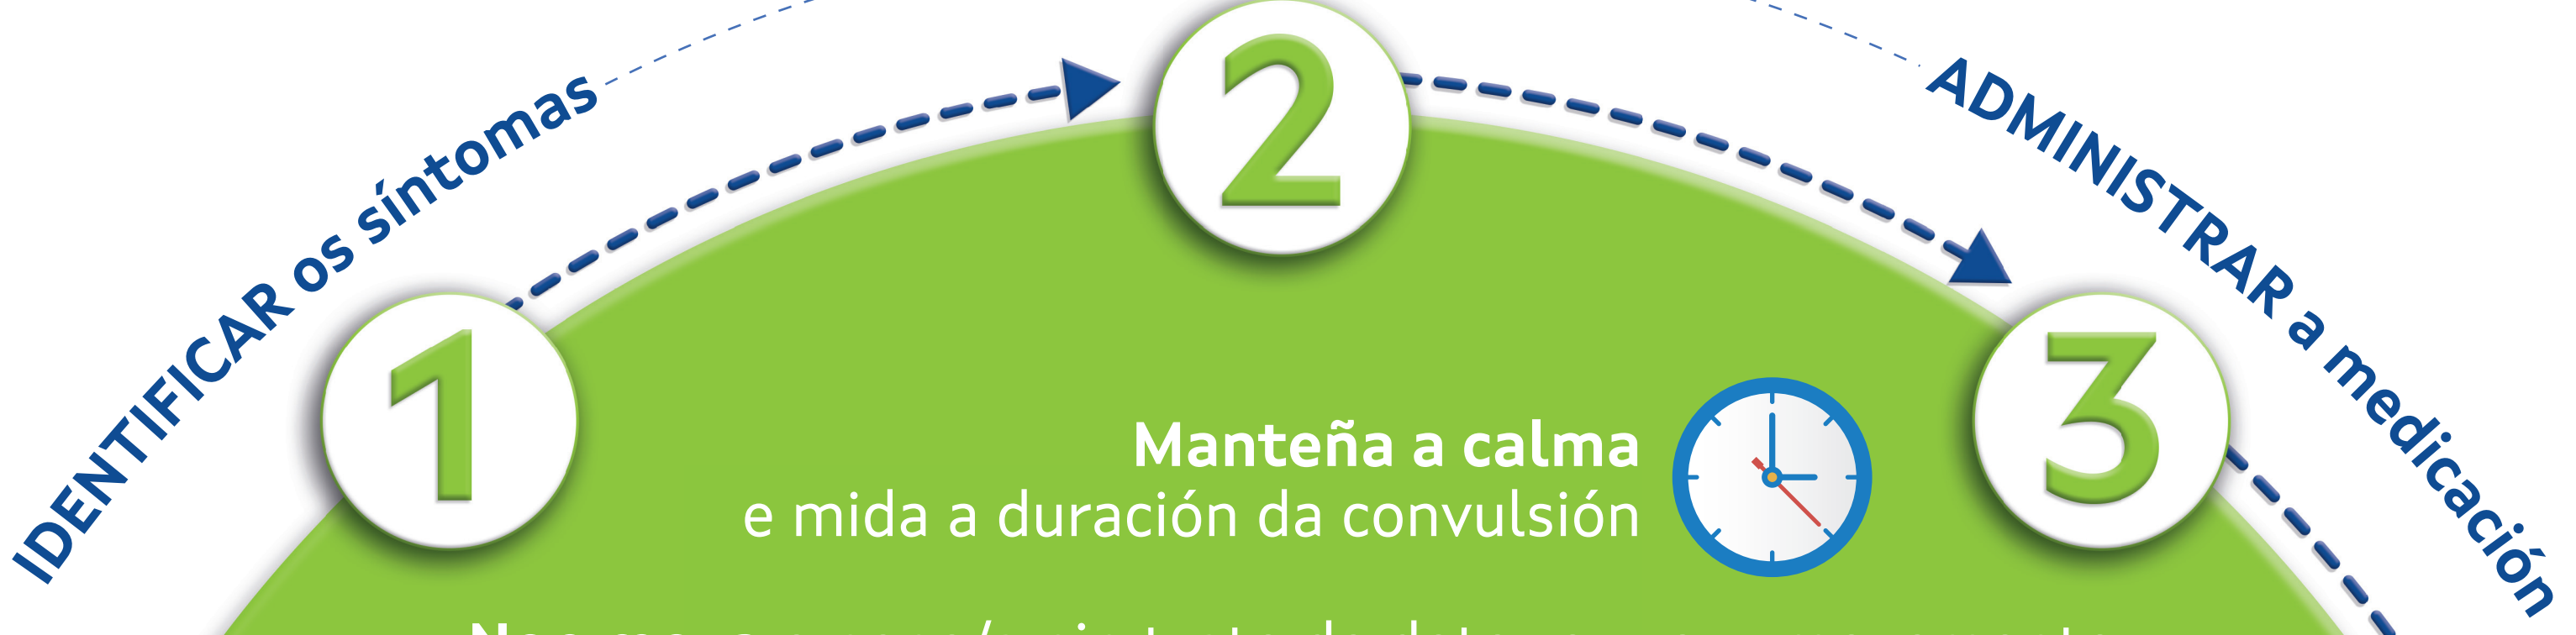 IDENTIFICAR os síntomas
1
2
3
ADMINISTRAR a medicación
Manteña a calma
e mida a duración da convulsión